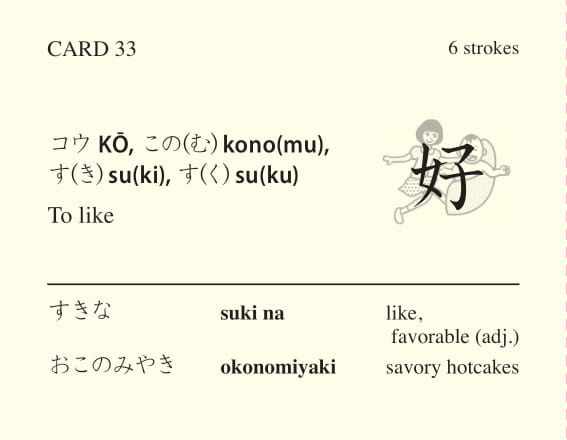 CARD 33
6 strokes
コウ KŌ, この(む) kono(mu),
す(き) su(ki), す(く) su(ku)
To like
好
すきな suki na like,
favorable (adj.)
おこのみやき okonomiyaki savory hotcakes